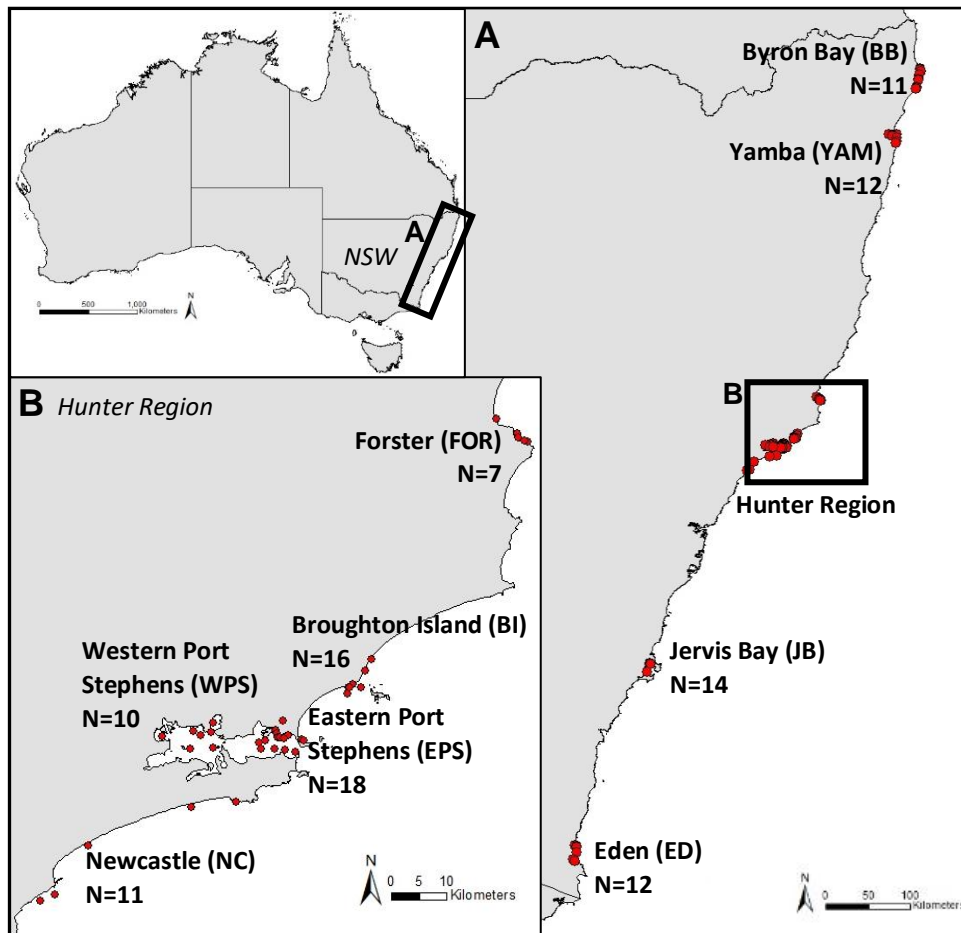 A
NSW
N
0 500 1,000
Kilometers
A
Byron Bay (BB)
N=11
Yamba (YAM)
N=12
B
Hunter Region
Jervis Bay (JB)
N=14
Eden (ED)
N=12
N
0 50 100
Kilometers
B Hunter Region
Forster (FOR)
N=7
Broughton Island (BI)
N=16
Western Port
Stephens (WPS)
N=10
Eastern Port
Stephens (EPS)
N=18
Newcastle (NC)
N=11
N
0 5 10
Kilometers